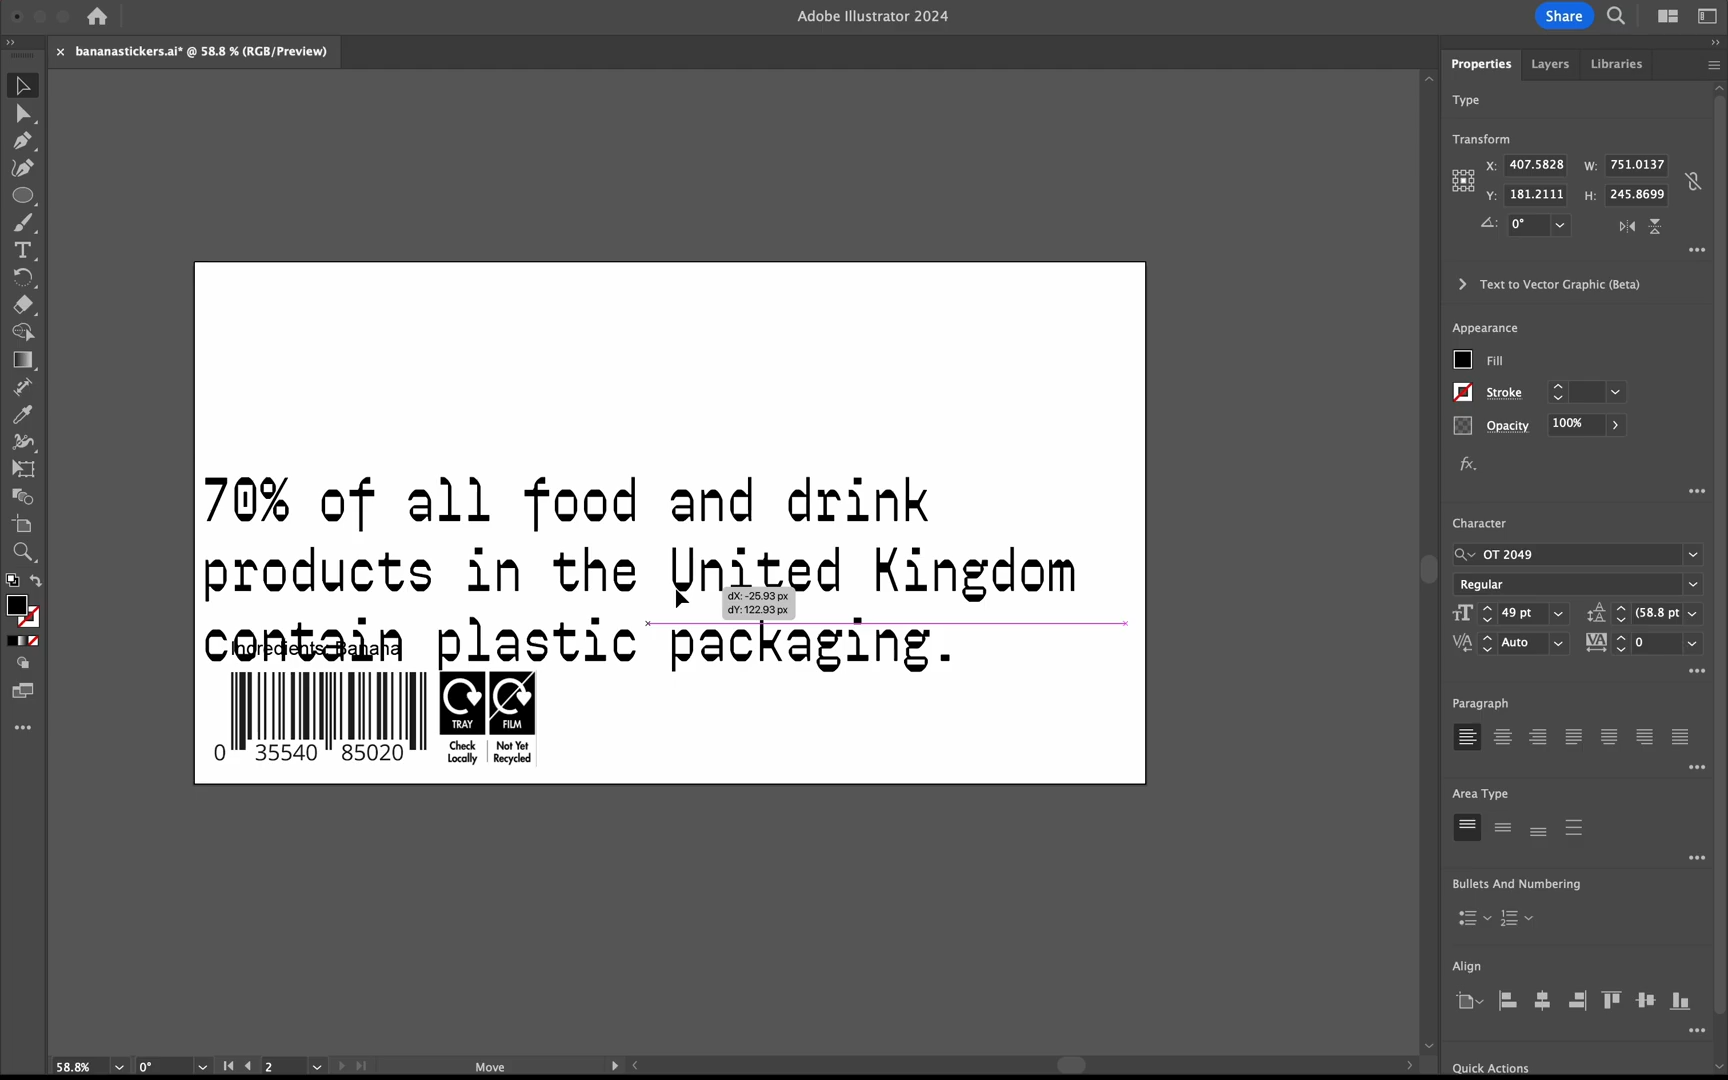 Adobe Illustrator 2024
Share
bananastickers.ai* @ 58.8 % (RGB/Preview)
Properties
Layers
Libraries
Type
Transform
X: 407.5828
W: 751.0137
Y: 181.2111
H: 245.8699
0°
Text to Vector Graphic (Beta)
Appearance
Fill
Stroke
Opacity
100%
fx.
Character
OT 2049
Regular
49 pt
(58.8 pt
Auto
0
Paragraph
Area Type
Bullets And Numbering
Align
Quick Actions
70% of all food and drink
products in the United Kingdom
contain plastic packaging.
dX: -25.93 px
dY: 122.93 px
Ingredients: Banana
0 35540 85020
TRAY
FILM
Check
Locally
Not Yet
Recycled
58.8%
0°
2
Move